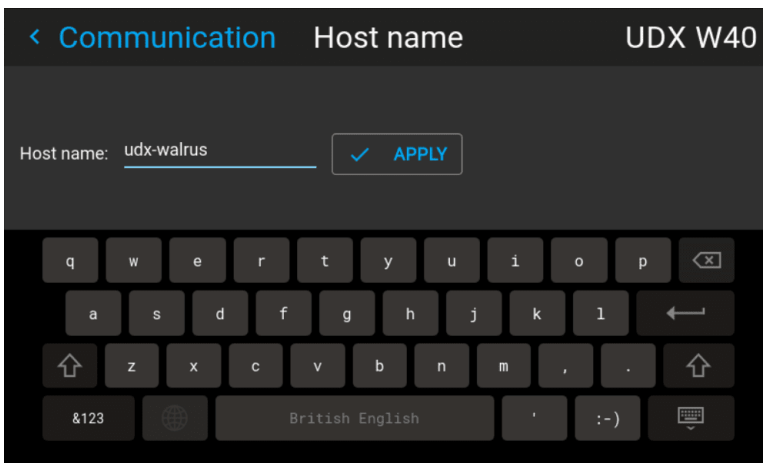 < Communication Host name UDX W40
Host name: udx-walrus APPLY
q w e r t y u i o p
a s d f g h j k l
z x c v b n m , .
&123 British English ' :-)